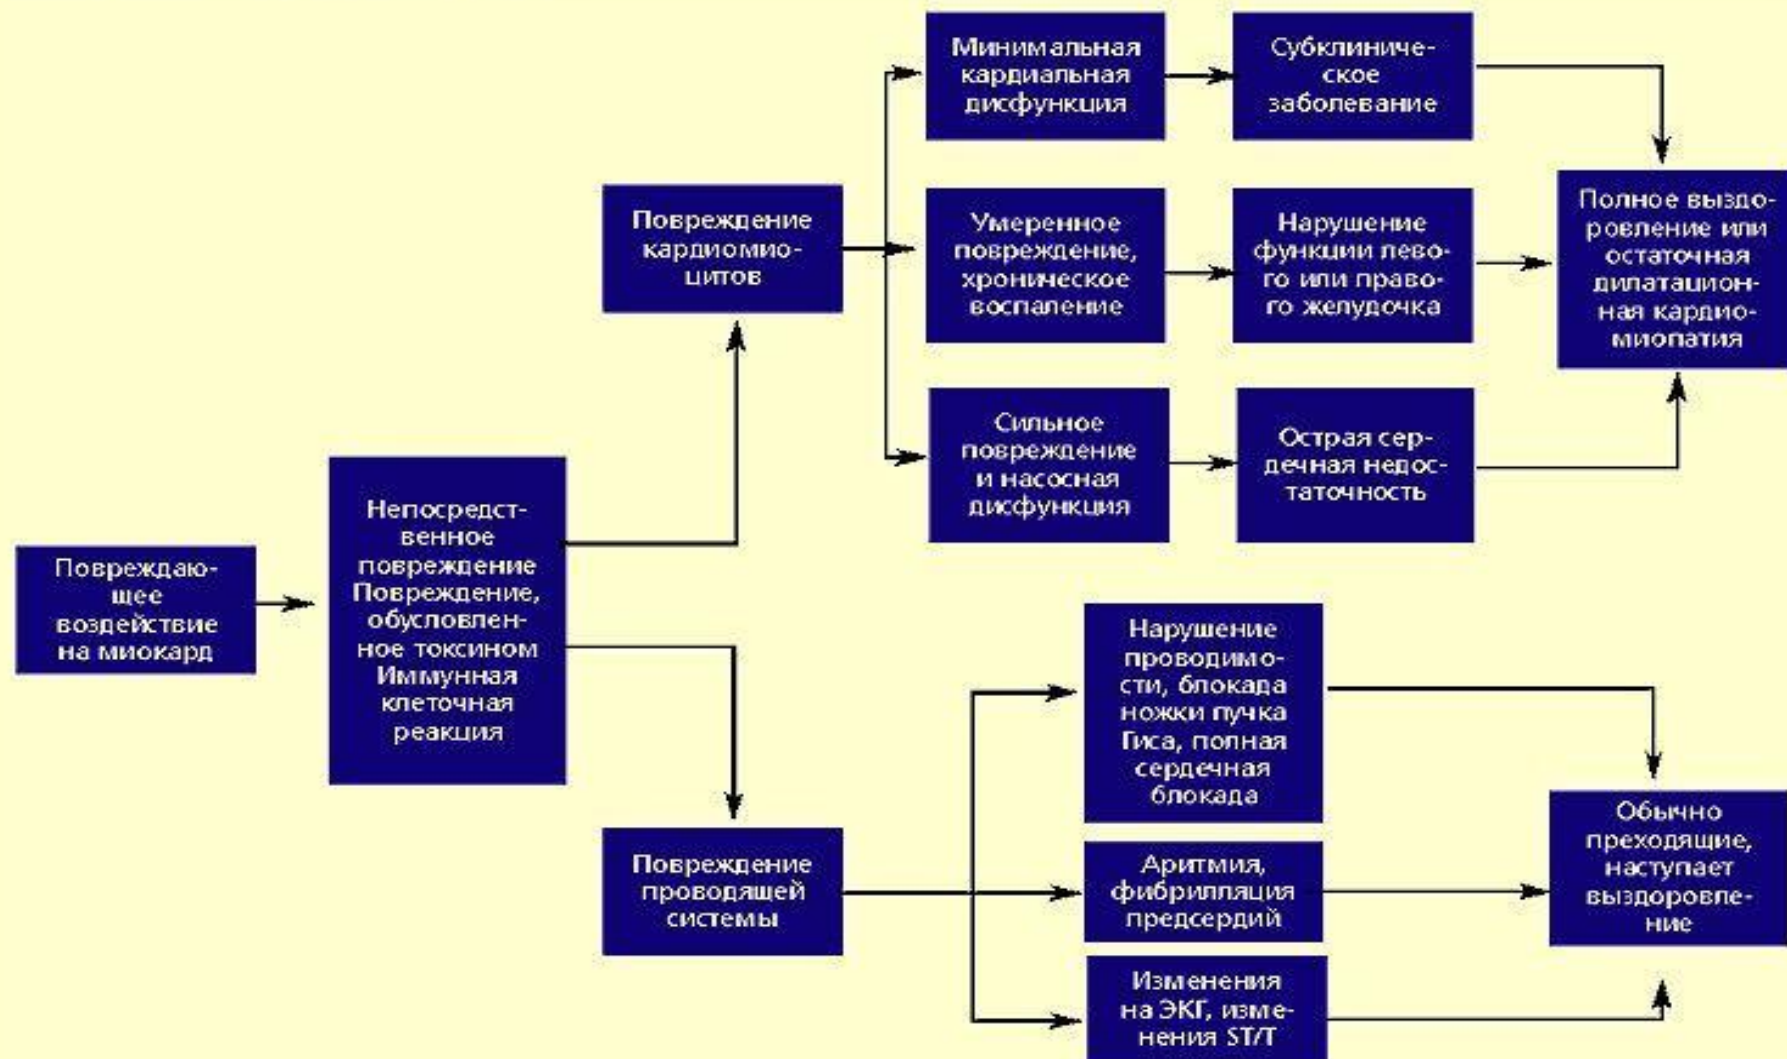 Повреждаю-
щее
воздействие
на миокард
Непосредст-
венное
повреждение
Повреждение,
обусловлен-
ное токсином
Иммунная
клеточная
реакция
Повреждение
кардиомио-
цитов
Минимальная
кардиальная
дисфункция
Субклиниче-
ское
заболевание
Умеренное
повреждение,
хроническое
воспаление
Нарушение
функции лево-
го или право-
го желудочка
Сильное
повреждение
и насосная
дисфункция
Острая сер-
дечная недос-
таточность
Полное выздо-
ровление или
остаточная
дилатацион-
ная кардио-
миопатия
Повреждение
проводящей
системы
Нарушение
проводимо-
сти, блокада
ножки пучка
Гиса, полная
сердечная
блокада
Аритмия,
фибрилляция
предсердий
Изменения
на ЭКГ, изме-
нения ST/T
Обычно
преходящие,
наступает
выздоровле-
ние